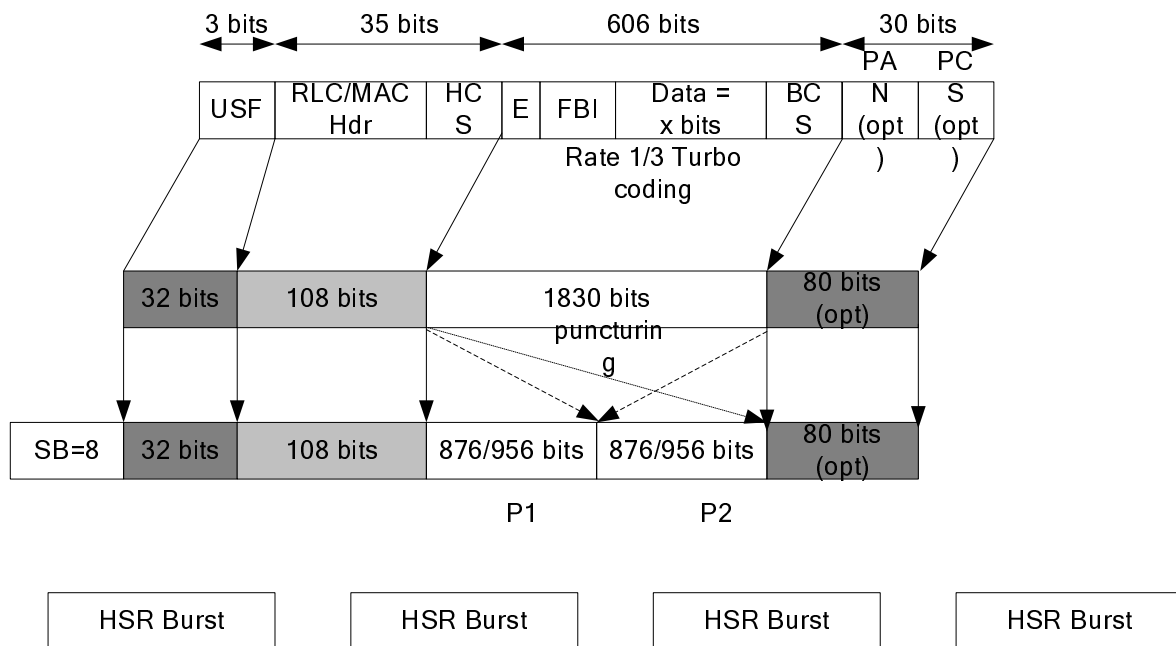 3 bits 35 bits 606 bits 30 bits
USF
RLC/MAC
Hdr
HC
S
E
FBI
Data =
x bits
BC
S
PA
N
(opt
)
PC
S
(opt
)
Rate 1/3 Turbo
coding
32 bits
108 bits
1830 bits
80 bits
(opt)
puncturin
g
SB=8
32 bits
108 bits
876/956 bits
876/956 bits
80 bits
(opt)
P1
P2
HSR Burst
HSR Burst
HSR Burst
HSR Burst